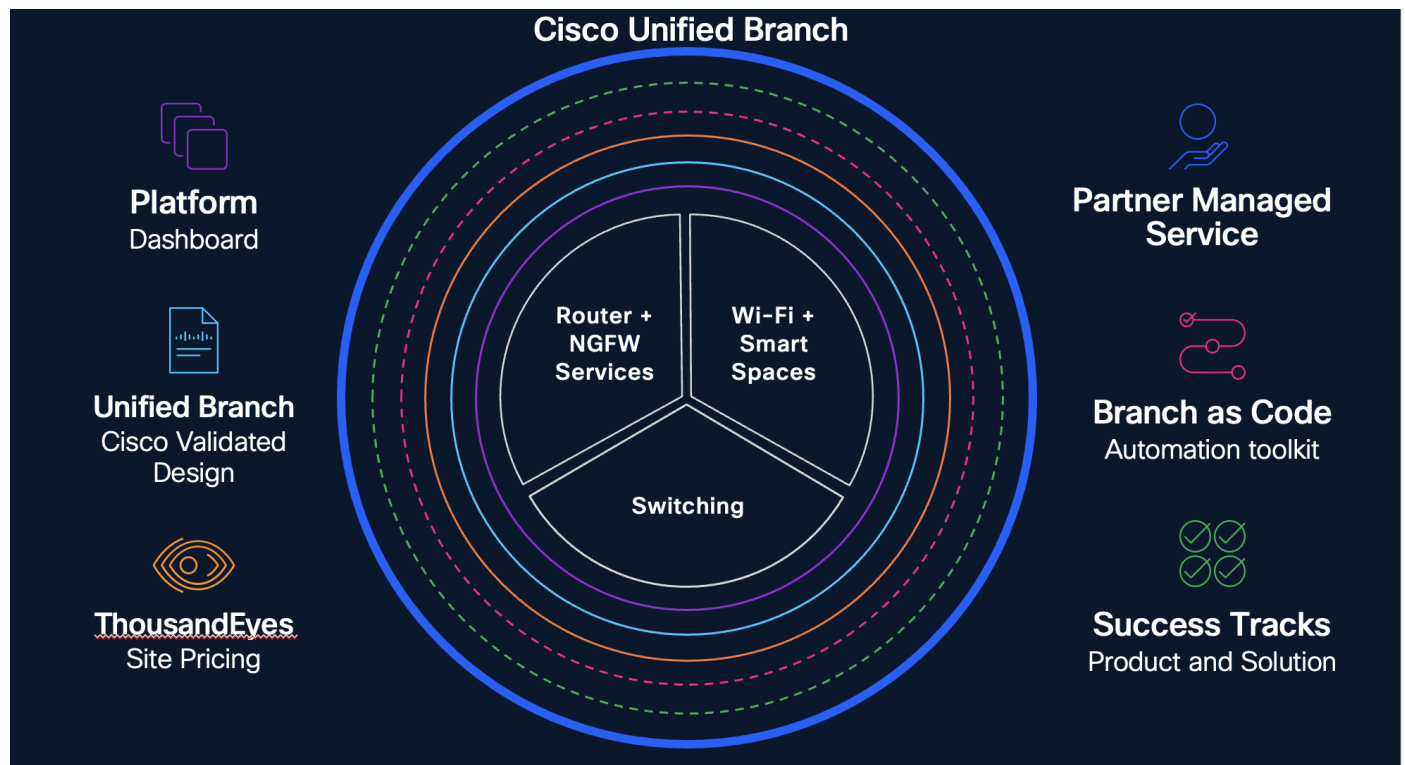 Cisco Unified Branch
Platform
Dashboard
Unified Branch
Cisco Validated
Design
ThousandEyes
Site Pricing
Router +
NGFW
Services
Wi-Fi +
Smart
Spaces
Switching
Partner Managed
Service
Branch as Code
Automation toolkit
Success Tracks
Product and Solution